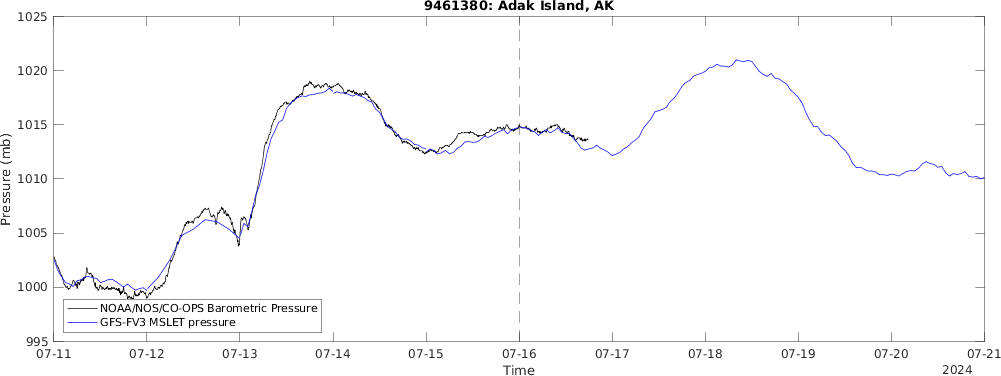 9461380: Adak Island, AK
1025
1020
1015
1010
1005
1000
995
Pressure (mb)
NOAA/NOS/CO-OPS Barometric Pressure
GFS-FV3 MSLET pressure
07-11 07-12 07-13 07-14 07-15 07-16 07-17 07-18 07-19 07-20 07-21
Time
2024